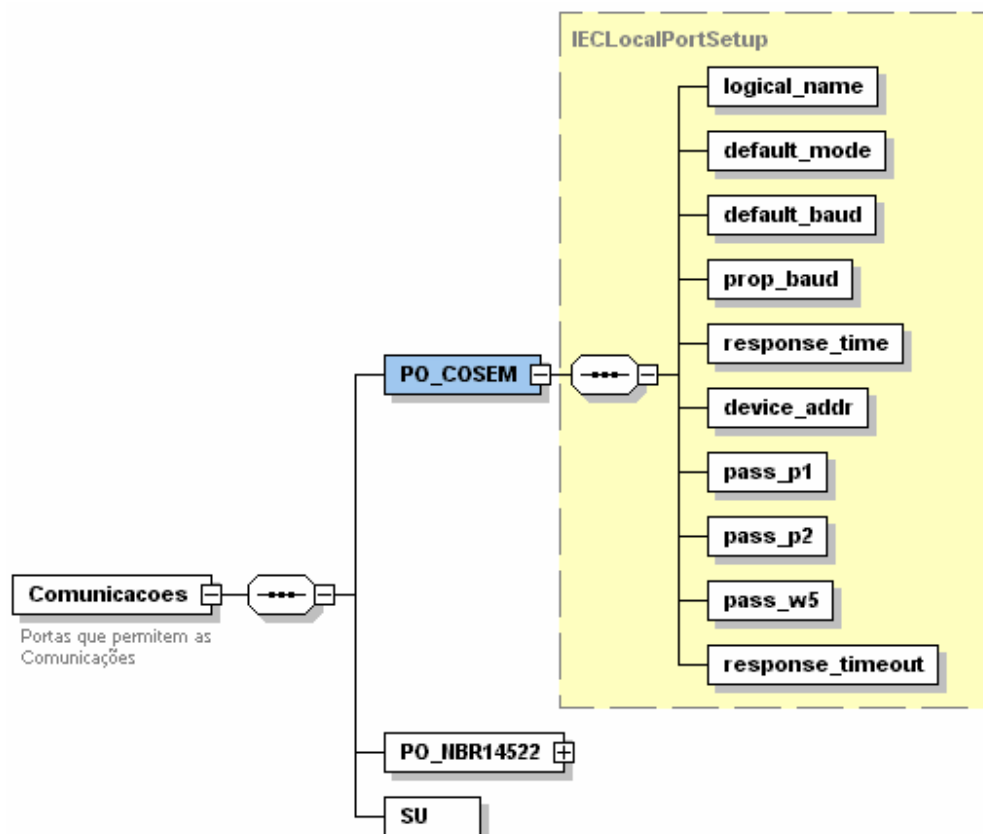 IECLocalPortSetup
logical_name
default_mode
default_baud
prop_baud
response_time
PO_COSEM
device_addr
pass_p1
pass_p2
Comunicacoes
pass_w5
Portas que permitem as
Comunicações
response_timeout
PO_NBR14522
SU